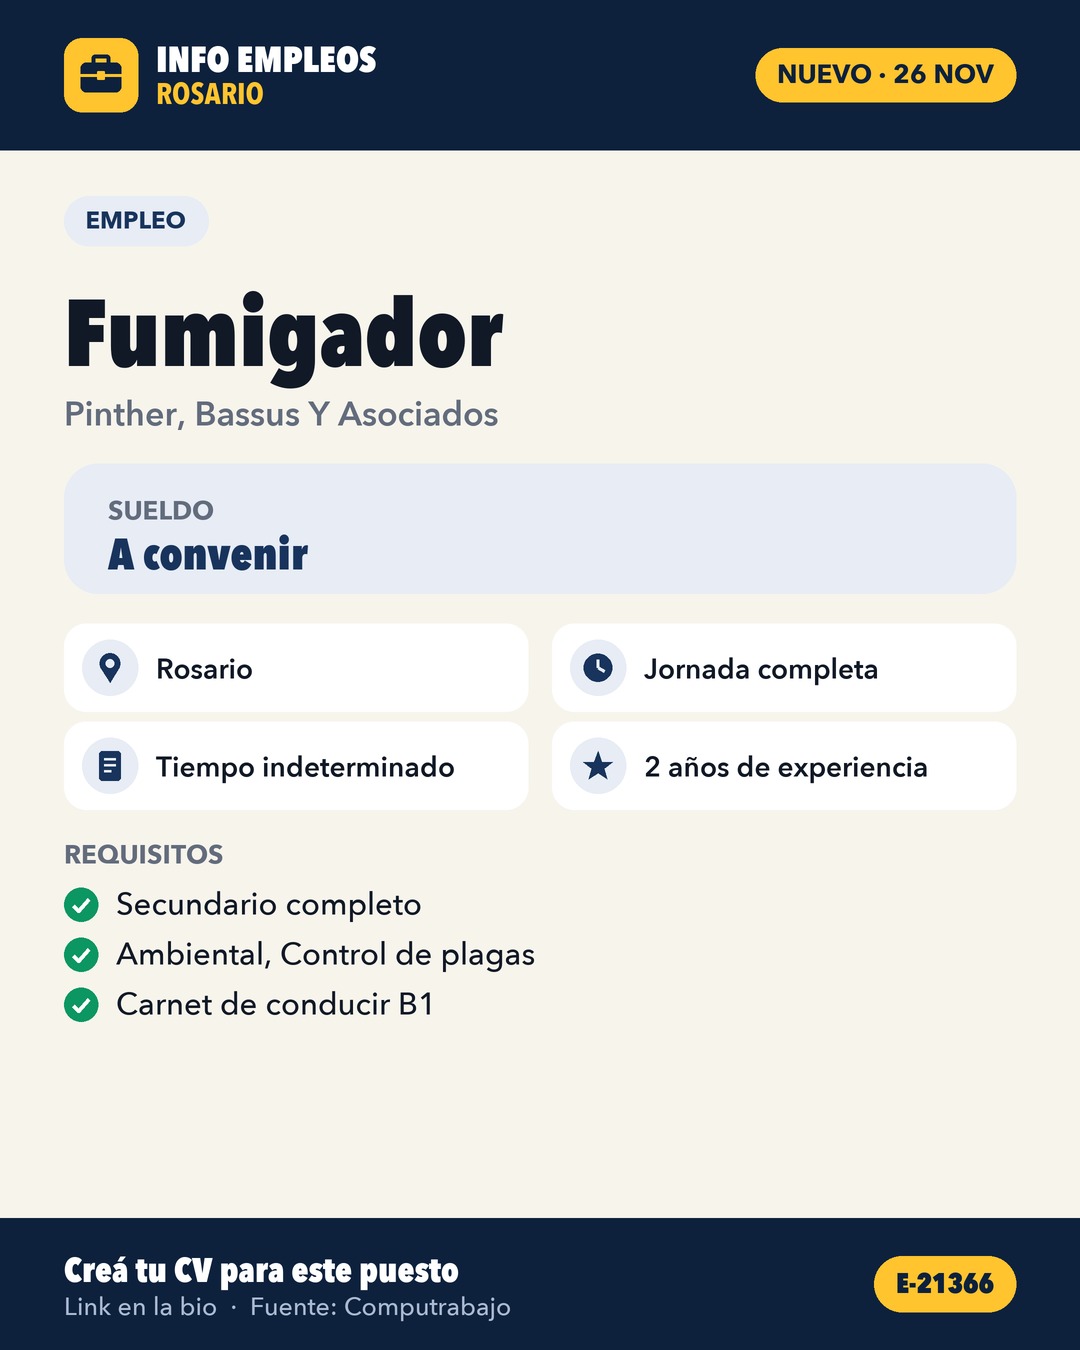 INFO EMPLEOS
ROSARIO
NUEVO · 26 NOV
EMPLEO
Fumigador
Pinther, Bassus Y Asociados
SUELDO
A convenir
Rosario
Jornada completa
Tiempo indeterminado
2 años de experiencia
REQUISITOS
Secundario completo
Ambiental, Control de plagas
Carnet de conducir B1
Creá tu CV para este puesto
Link en la bio · Fuente: Computrabajo
E-21366